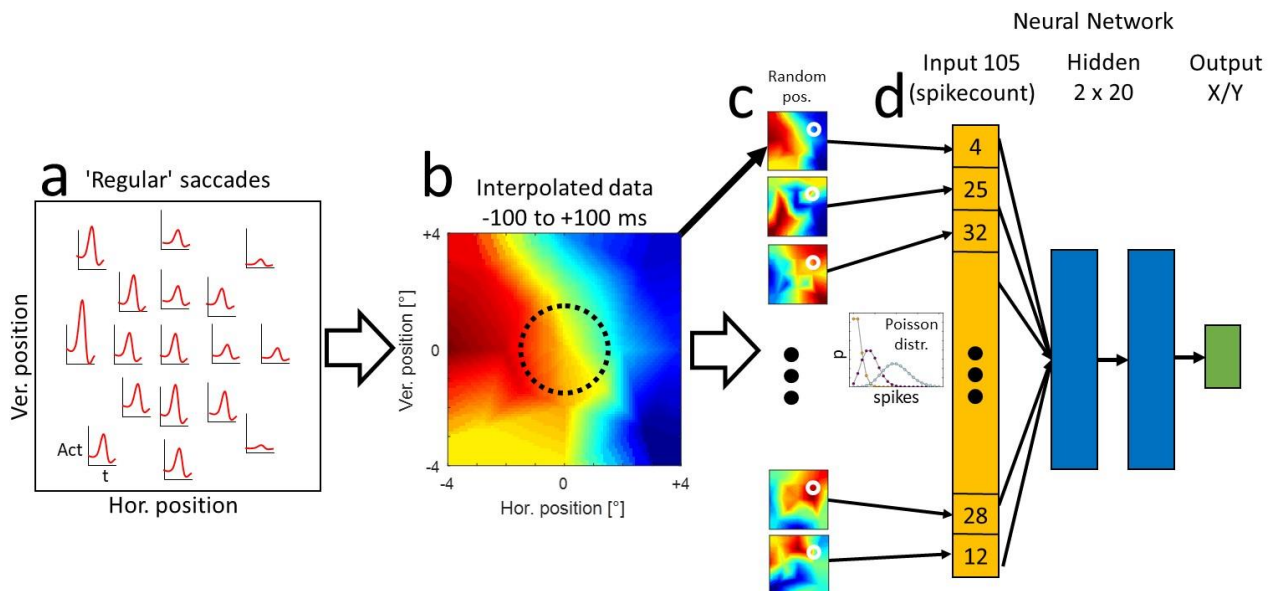 Neural Network
Input 105
(spikecount)
Hidden
2 x 20
Output
X/Y
a
'Regular' saccades
Ver. position
Act
t
Hor. position
b
Interpolated data
-100 to +100 ms
Ver. position [°]
+4
0
-4
-4
0
+4
Hor. position [°]
c
Random
pos.
Poisson
distr.
p
spikes
d
4
25
32
28
12